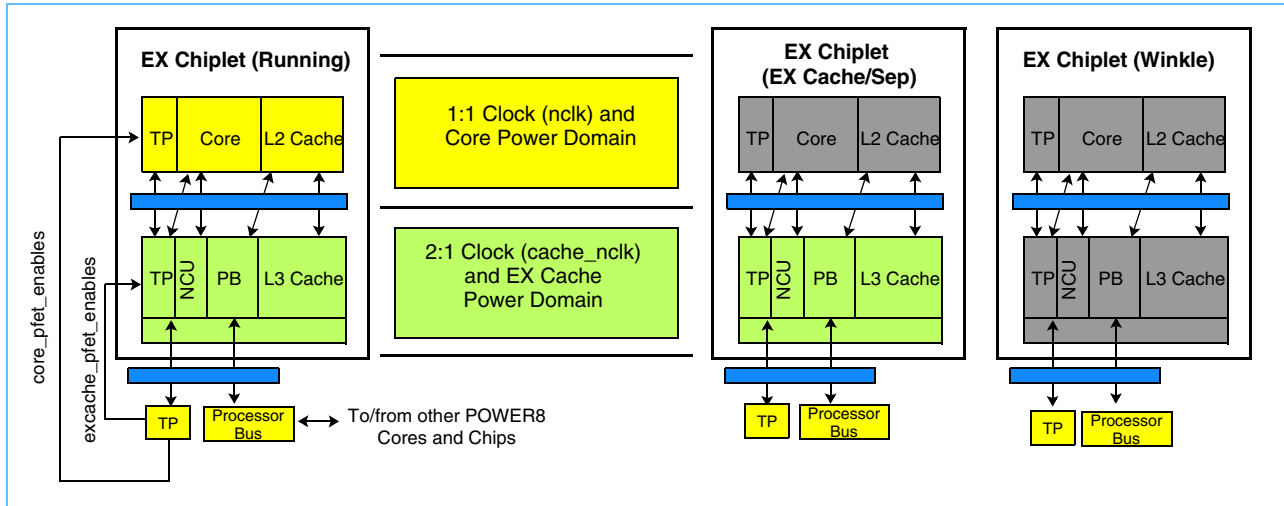 EX Chiplet (Running)
TP
Core
L2 Cache
TP
NCU
PB
L3 Cache
core_pfet_enables
excache_pfet_enables
TP
Processor
Bus
To/from other POWER8
Cores and Chips
1:1 Clock (nclk) and
Core Power Domain
2:1 Clock (cache_nclk)
and EX Cache
Power Domain
EX Chiplet
(EX Cache/Sep)
TP
Core
L2 Cache
TP
NCU
PB
L3 Cache
TP
Processor
Bus
EX Chiplet (Winkle)
TP
Core
L2 Cache
TP
NCU
PB
L3 Cache
TP
Processor
Bus